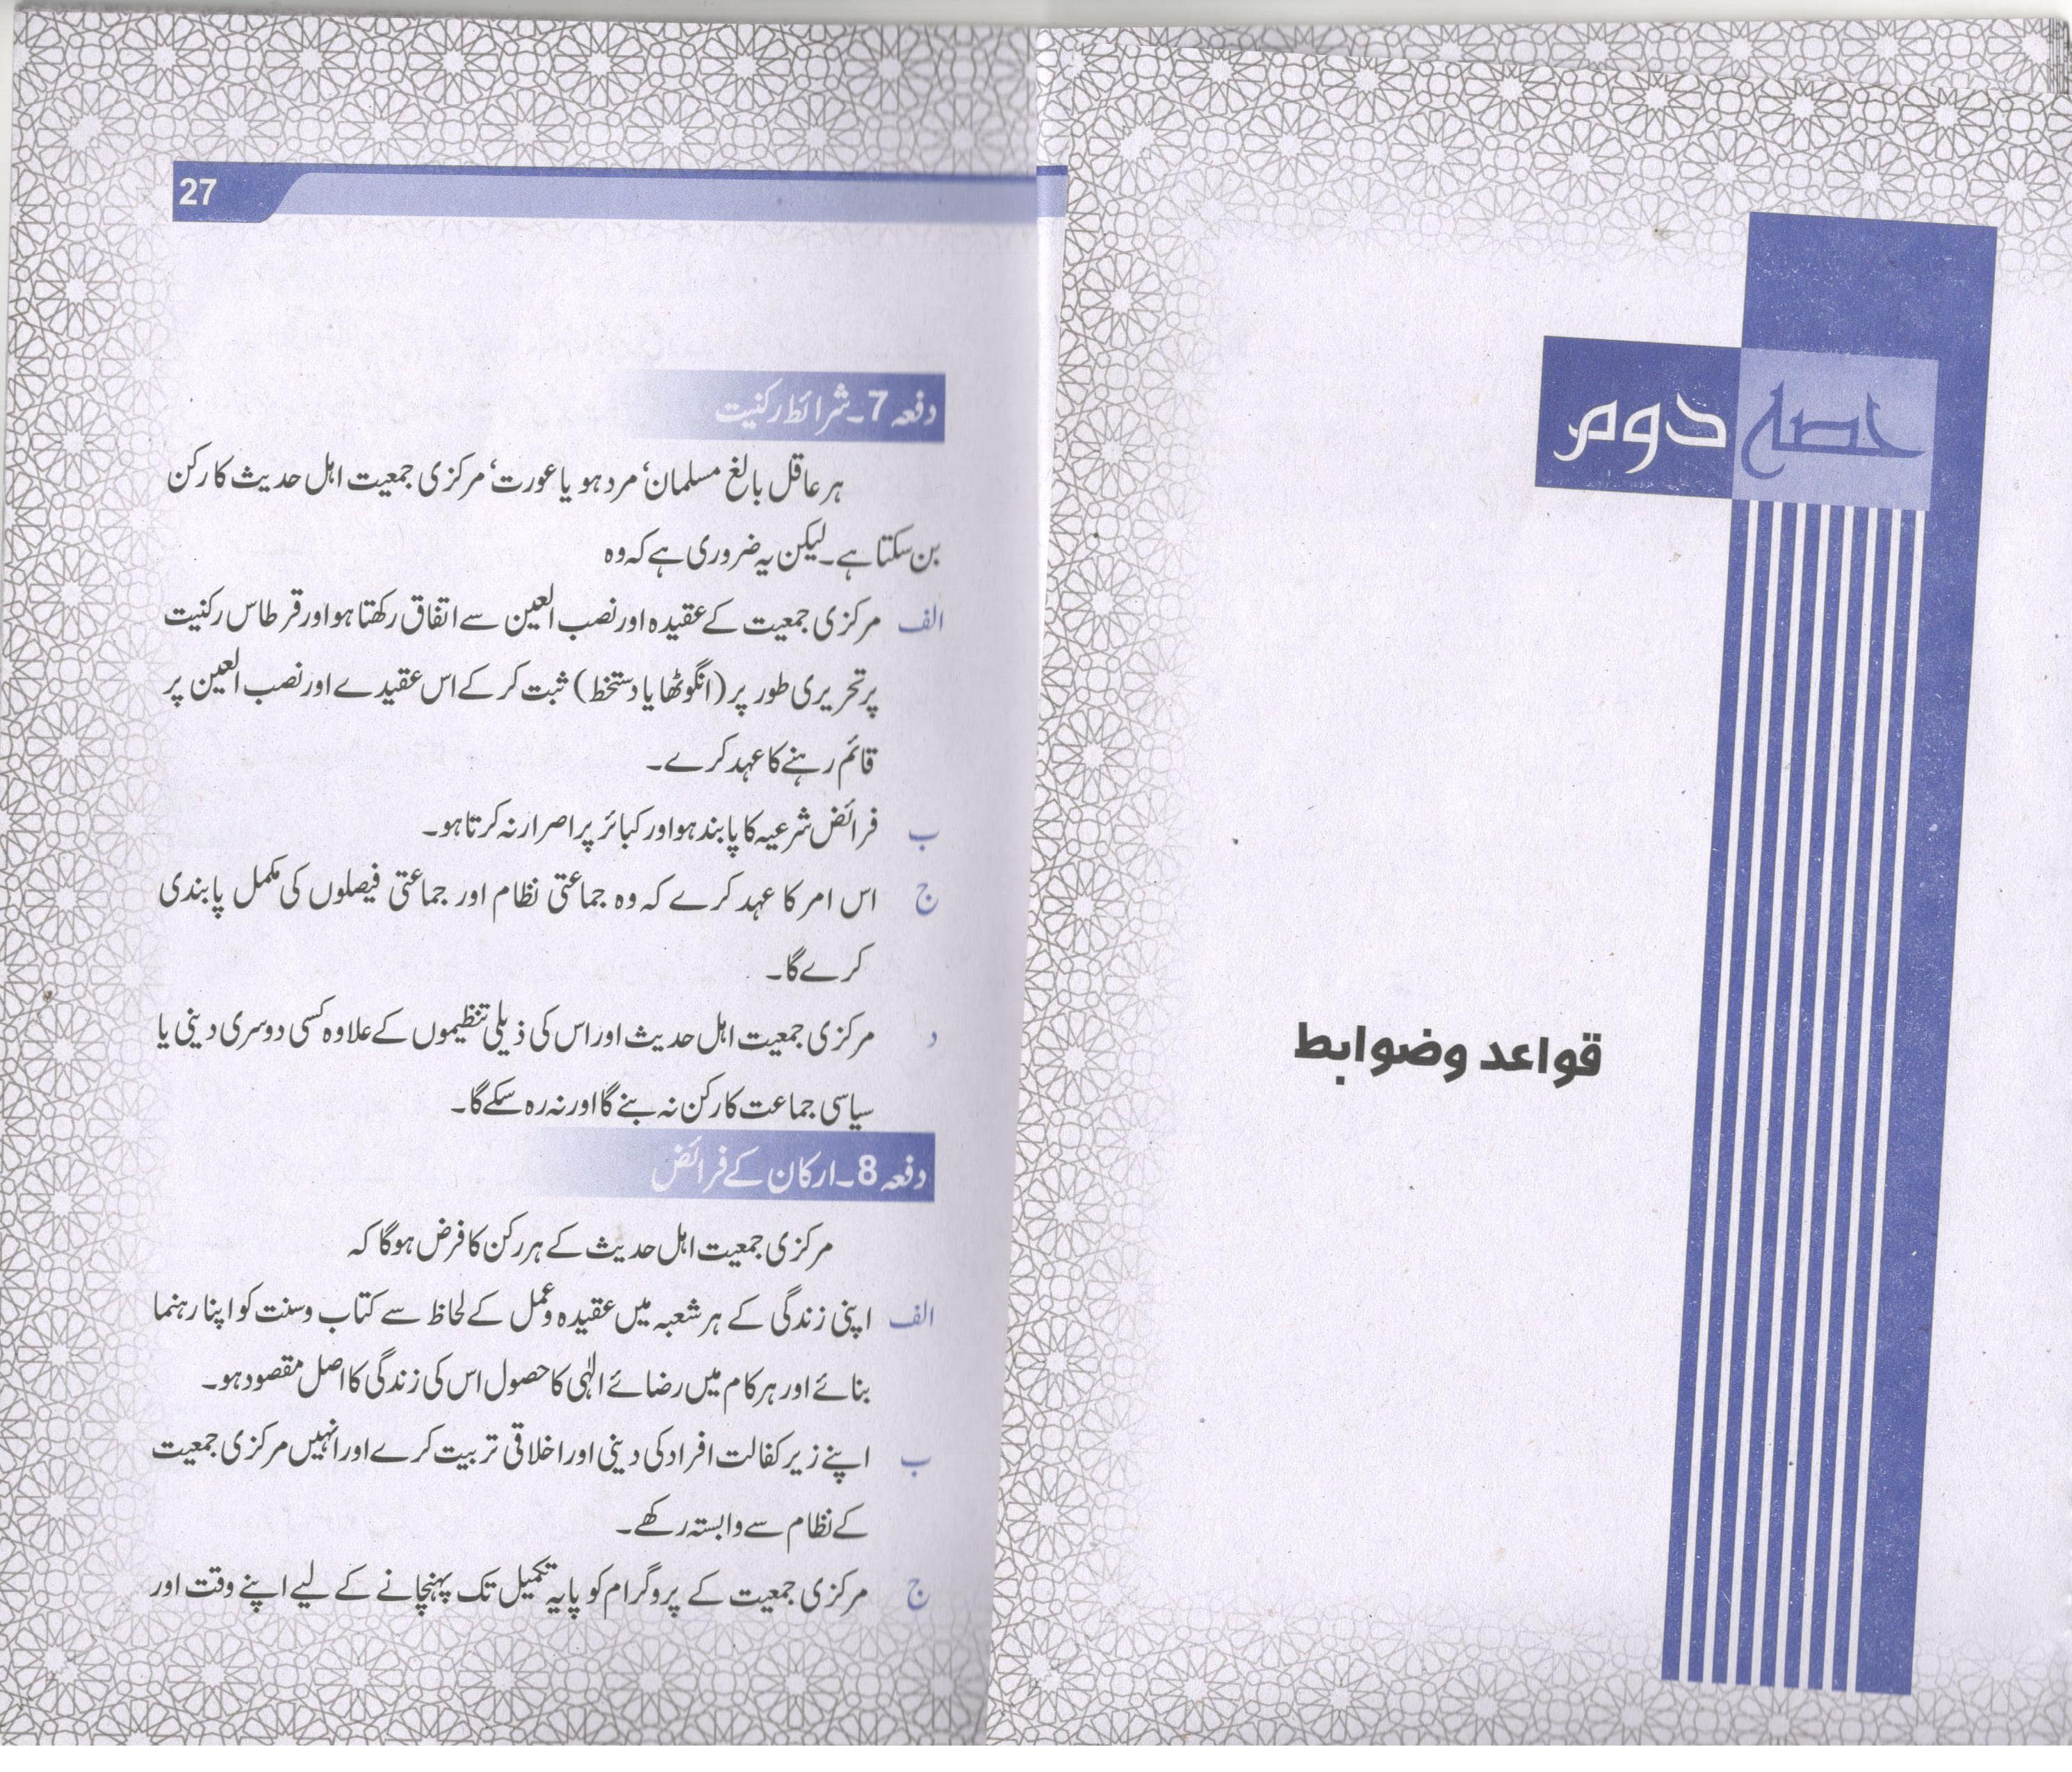 حصہ دوم
قواعد وضوابط
27
دفعہ 7۔ شرائط رکنیت
ہر عاقل بالغ مسلمان‘ مرد ہو یا عورت‘ مرکزی جمعیت اہل حدیث کا رکن
بن سکتا ہے۔ لیکن یہ ضروری ہے کہ وہ
الف مرکزی جمعیت کے عقیدہ اور نصب العین سے اتفاق رکھتا ہو اور قرطاس رکنیت
پر تحریری طور پر (انگوٹھا یا دستخط) ثبت کر کے اس عقیدے اور نصب العین پر
قائم رہنے کا عہد کرے۔
ب فرائض شرعیہ کا پابند ہو اور کبائر پر اصرار نہ کرتا ہو۔
ج اس امر کا عہد کرے کہ وہ جماعتی نظام اور جماعتی فیصلوں کی مکمل پابندی
کرے گا۔
د مرکزی جمعیت اہل حدیث اور اس کی ذیلی تنظیموں کے علاوہ کسی دوسری دینی یا
سیاسی جماعت کا رکن نہ بنے گا اور نہ رہ سکے گا۔
دفعہ 8۔ ارکان کے فرائض
مرکزی جمعیت اہل حدیث کے ہر رکن کا فرض ہوگا کہ
الف اپنی زندگی کے ہر شعبہ میں عقیدہ و عمل کے لحاظ سے کتاب و سنت کو اپنا رہنما
بنائے اور ہر کام میں رضائے الٰہی کا حصول اس کی زندگی کا اصل مقصود ہو۔
ب اپنے زیر کفالت افراد کی دینی اور اخلاقی تربیت کرے اور انہیں مرکزی جمعیت
کے نظام سے وابستہ رکھے۔
ج مرکزی جمعیت کے پروگرام کو پایہ تکمیل تک پہنچانے کے لیے اپنے وقت اور